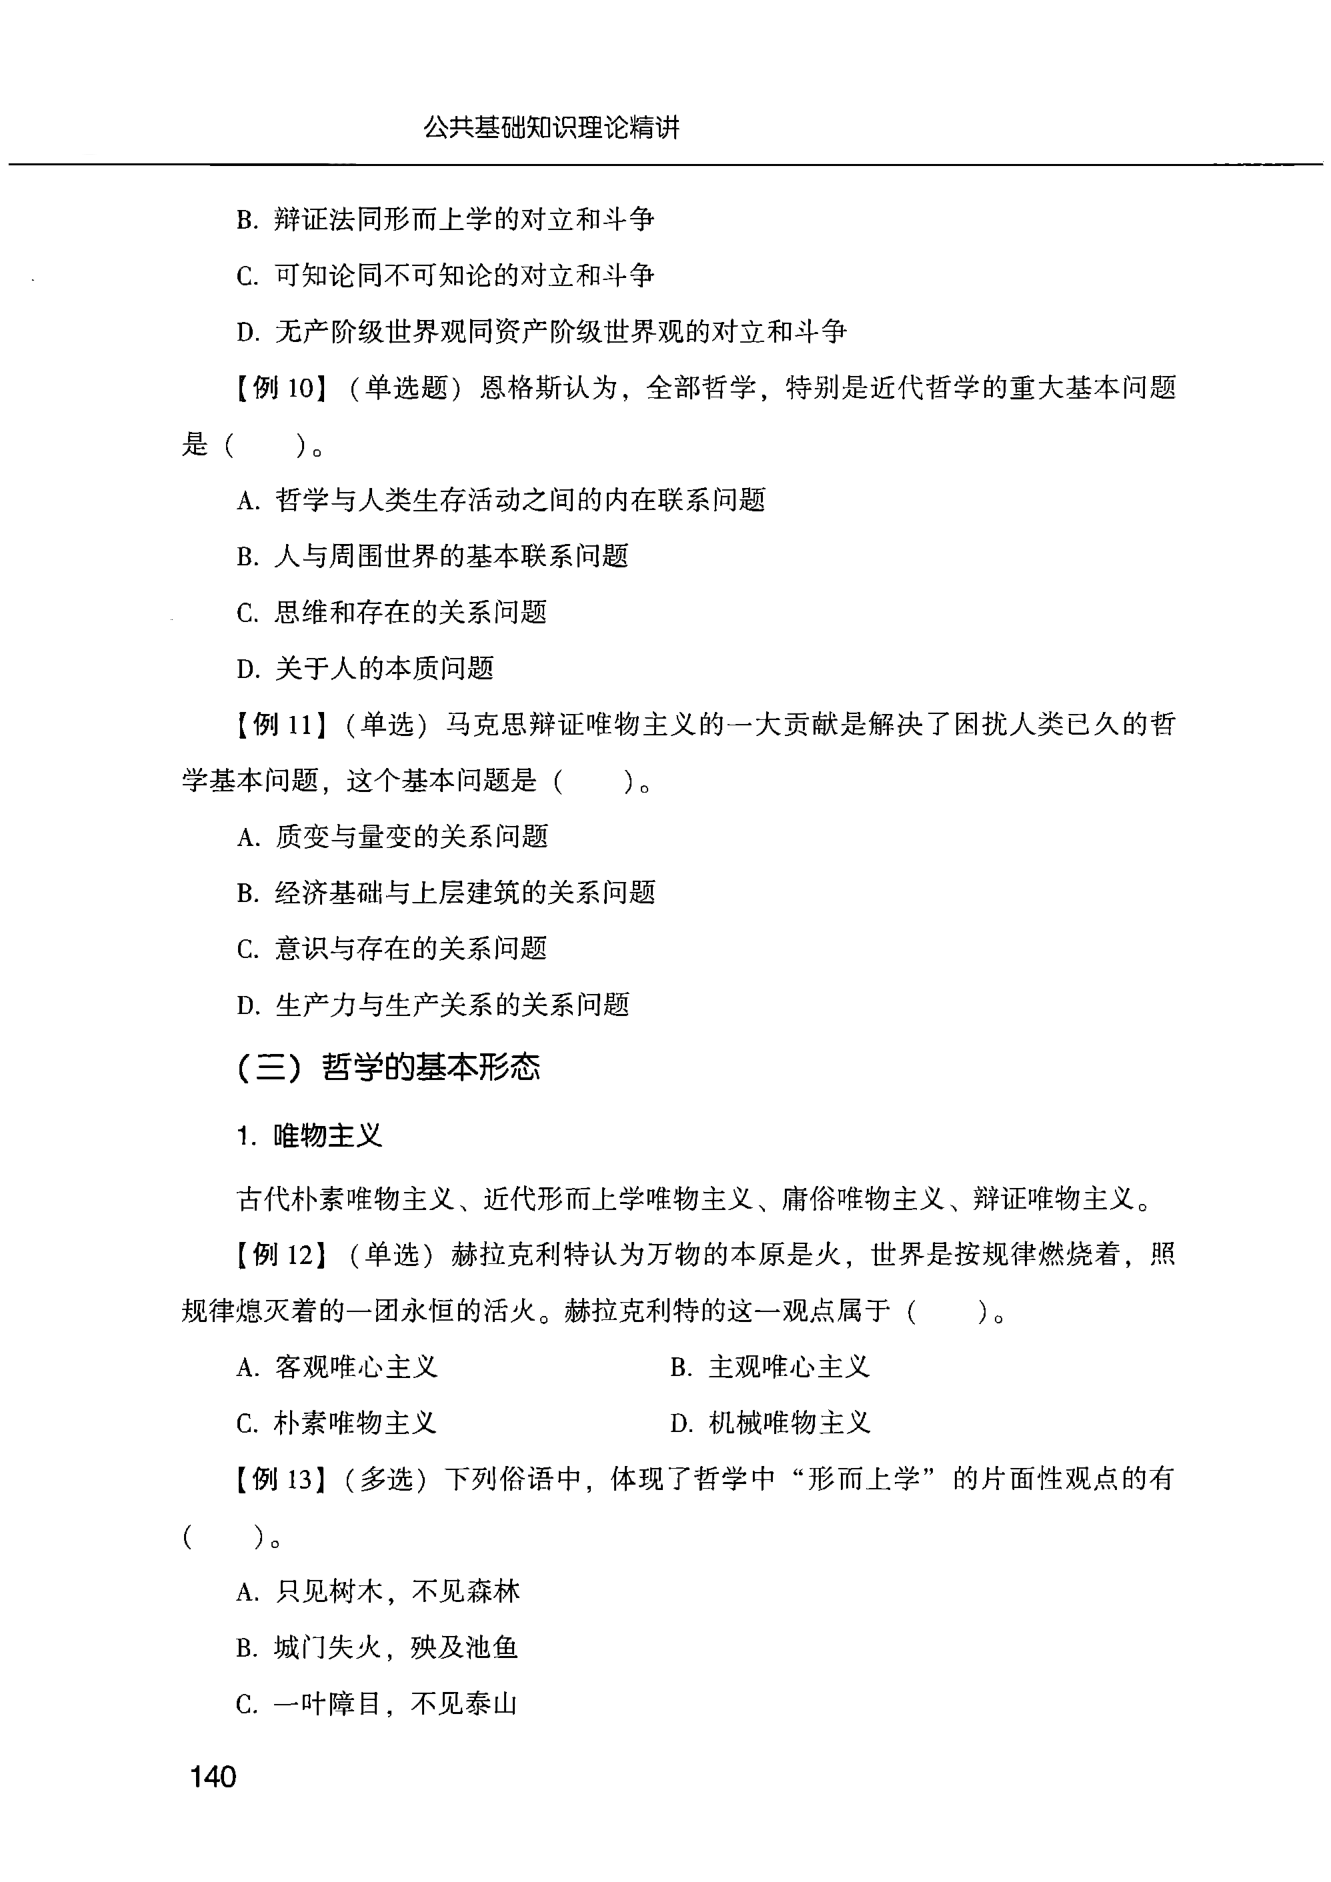 公共基础知识理论精讲
B. 辩证法同形而上学的对立和斗争
C. 可知论同不可知论的对立和斗争
D. 无产阶级世界观同资产阶级世界观的对立和斗争
【例 10】（单选题）恩格斯认为，全部哲学，特别是近代哲学的重大基本问题
是（　　）。
A. 哲学与人类生存活动之间的内在联系问题
B. 人与周围世界的基本联系问题
C. 思维和存在的关系问题
D. 关于人的本质问题
【例 11】（单选）马克思辩证唯物主义的一大贡献是解决了困扰人类已久的哲
学基本问题，这个基本问题是（　　）。
A. 质变与量变的关系问题
B. 经济基础与上层建筑的关系问题
C. 意识与存在的关系问题
D. 生产力与生产关系的关系问题
（三）哲学的基本形态
1. 唯物主义
古代朴素唯物主义、近代形而上学唯物主义、庸俗唯物主义、辩证唯物主义。
【例 12】（单选）赫拉克利特认为万物的本原是火，世界是按规律燃烧着，照
规律熄灭着的一团永恒的活火。赫拉克利特的这一观点属于（　　）。
A. 客观唯心主义　　B. 主观唯心主义
C. 朴素唯物主义　　D. 机械唯物主义
【例 13】（多选）下列俗语中，体现了哲学中“形而上学”的片面性观点的有
（　　）。
A. 只见树木，不见森林
B. 城门失火，殃及池鱼
C. 一叶障目，不见泰山
140